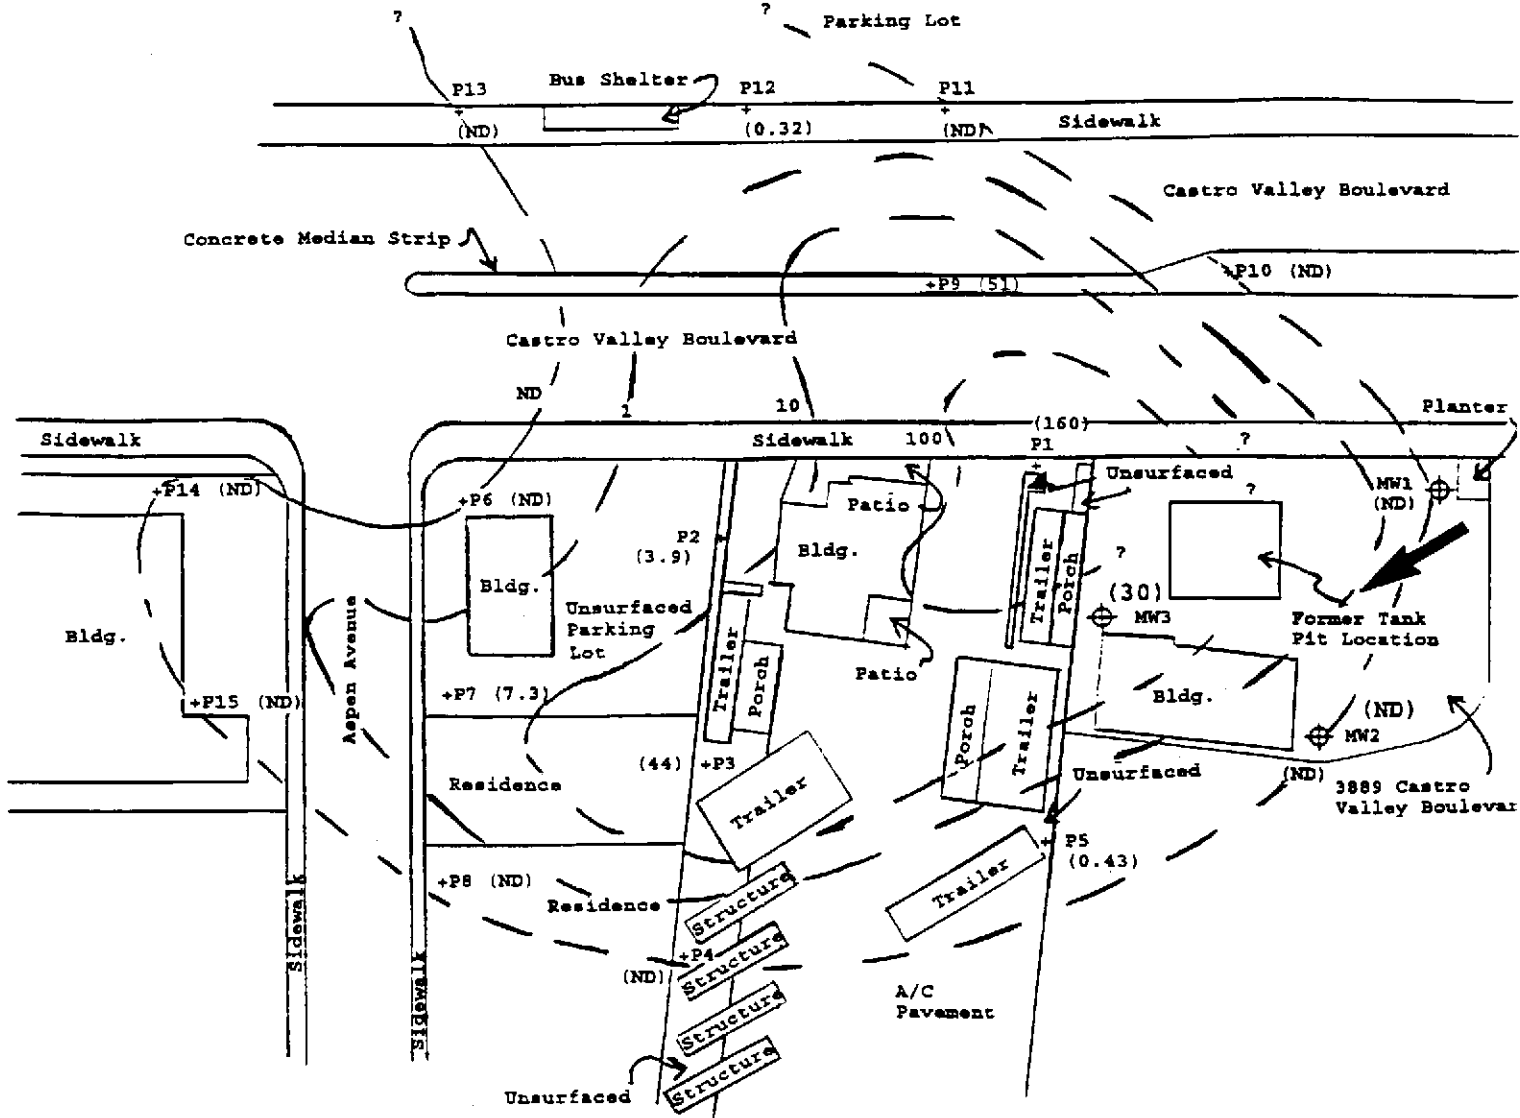 ?
?
Parking Lot
P13
Bus Shelter
P12
P11
+
+
+
(ND)
(0.32)
(ND)
Sidewalk
Castro Valley Boulevard
Concrete Median Strip
+P10 (ND)
+P9 (51)
Castro Valley Boulevard
ND
1
10
Planter
(160)
Sidewalk
Sidewalk
100
P1
?
+
Unsurfaced
+P14 (ND)
+P6 (ND)
Patio
?
MW1
(ND)
P2
(3.9)
Bldg.
Bldg.
?
Trailer
Porch
(30)
MW3
Unsurfaced
Parking
Lot
Former Tank
Pit Location
Bldg.
Aspen Avenue
Trailer
Porch
Patio
+P15 (ND)
+P7 (7.3)
Bldg.
(ND)
MW2
Porch
Trailer
(44) +P3
Unsurfaced
(ND)
Residence
3889 Castro
Valley Boulevar
Trailer
+ P5
(0.43)
+P8 (ND)
Trailer
Residence
Structure
Sidewalk
Sidewalk
+P4
(ND)
Structure
A/C
Pavement
Structure
Structure
Unsurfaced